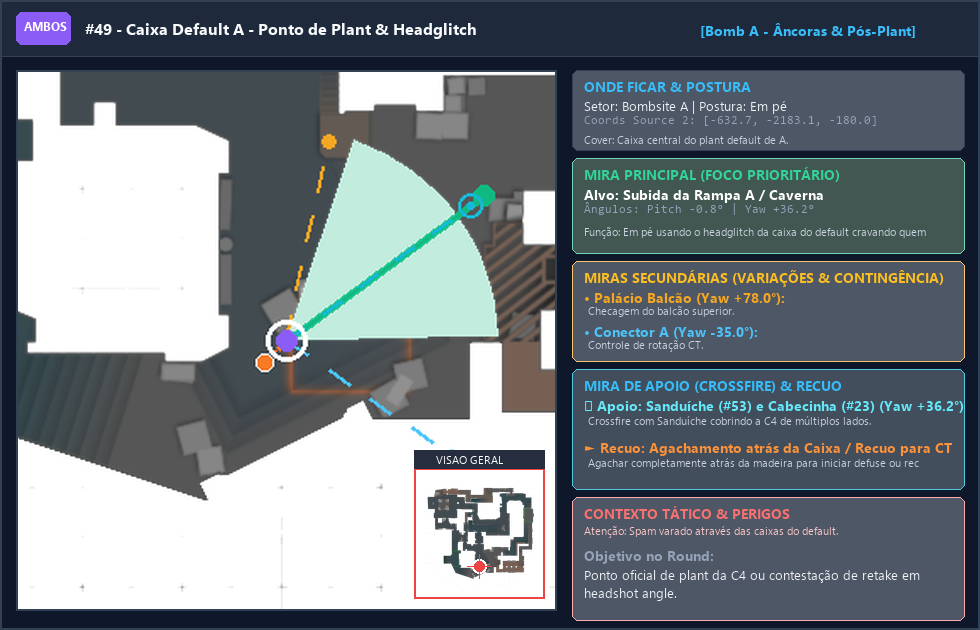 AMBOS
#49 - Caixa Default A - Ponto de Plant & Headglitch
[Bomb A - Âncoras & Pós-Plant]
ONDE FICAR & POSTURA
Setor: Bombsite A | Postura: Em pé
Coords Source 2: [-632.7, -2183.1, -180.0]
Cover: Caixa central do plant default de A.
MIRA PRINCIPAL (FOCO PRIORITÁRIO)
Alvo: Subida da Rampa A / Caverna
Ângulos: Pitch -0.8° | Yaw +36.2°
Função: Em pé usando o headglitch da caixa do default cravando quem
MIRAS SECUNDÁRIAS (VARIAÇÕES & CONTINGÊNCIA)
• Palácio Balcão (Yaw +78.0°):
Checagem do balcão superior.
• Conector A (Yaw -35.0°):
Controle de rotação CT.
MIRA DE APOIO (CROSSFIRE) & RECUO
Apoio: Sanduíche (#53) e Cabecinha (#23) (Yaw +36.2°)
Crossfire com Sanduiche cobrindo a C4 de múltiplos lados.
► Recuo: Agachamento atrás da Caixa / Recuo para CT
Agachar completamente atrás da madeira para iniciar defuse ou rec
CONTEXTO TÁTICO & PERIGOS
Atenção: Spam varado através das caixas do default.
Objetivo no Round:
Ponto oficial de plant da C4 ou contestação de retake em
headshot angle.
VISAO GERAL